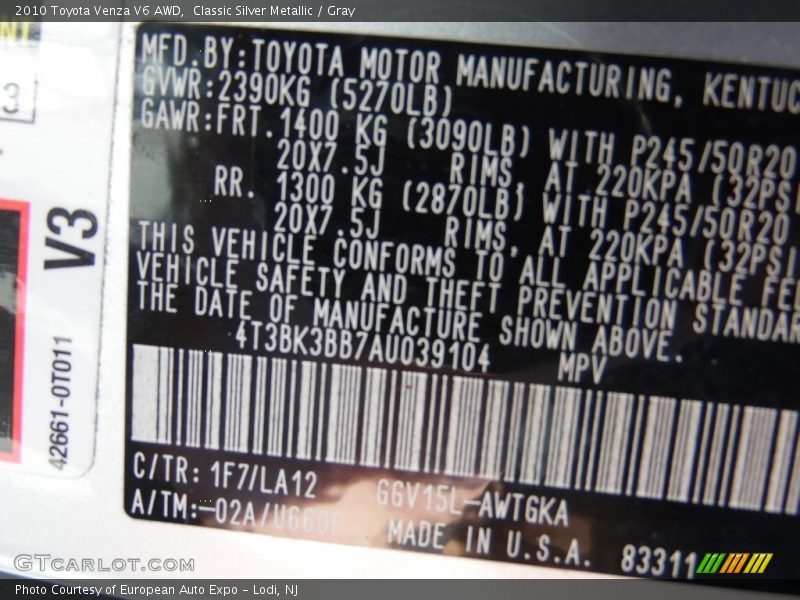 2010 Toyota Venza V6 AWD,  Classic Silver Metallic / Gray
3
V3
42661-0T011
MFD.BY:TOYOTA MOTOR MANUFACTURING, KENTUC
GVWR:2390KG (5270LB)
GAWR:FRT.1400 KG (3090LB) WITH P245/50R20
20X7.5J RIMS, AT 220KPA (32PSI
RR. 1300 KG (2870LB) WITH P245/50R20
20X7.5J RIMS, AT 220KPA (32PSI
THIS VEHICLE CONFORMS TO ALL APPLICABLE FE
VEHICLE SAFETY AND THEFT PREVENTION STANDAR
THE DATE OF MANUFACTURE SHOWN ABOVE.
4T3BK3BB7AU039104 MPV
C/TR: 1F7/LA12 GGV15L-AWTGKA
A/TM:-02A/ MADE IN U.S.A. 83311
GTCARLOT.COM
Photo Courtesy of European Auto Expo - Lodi, NJ